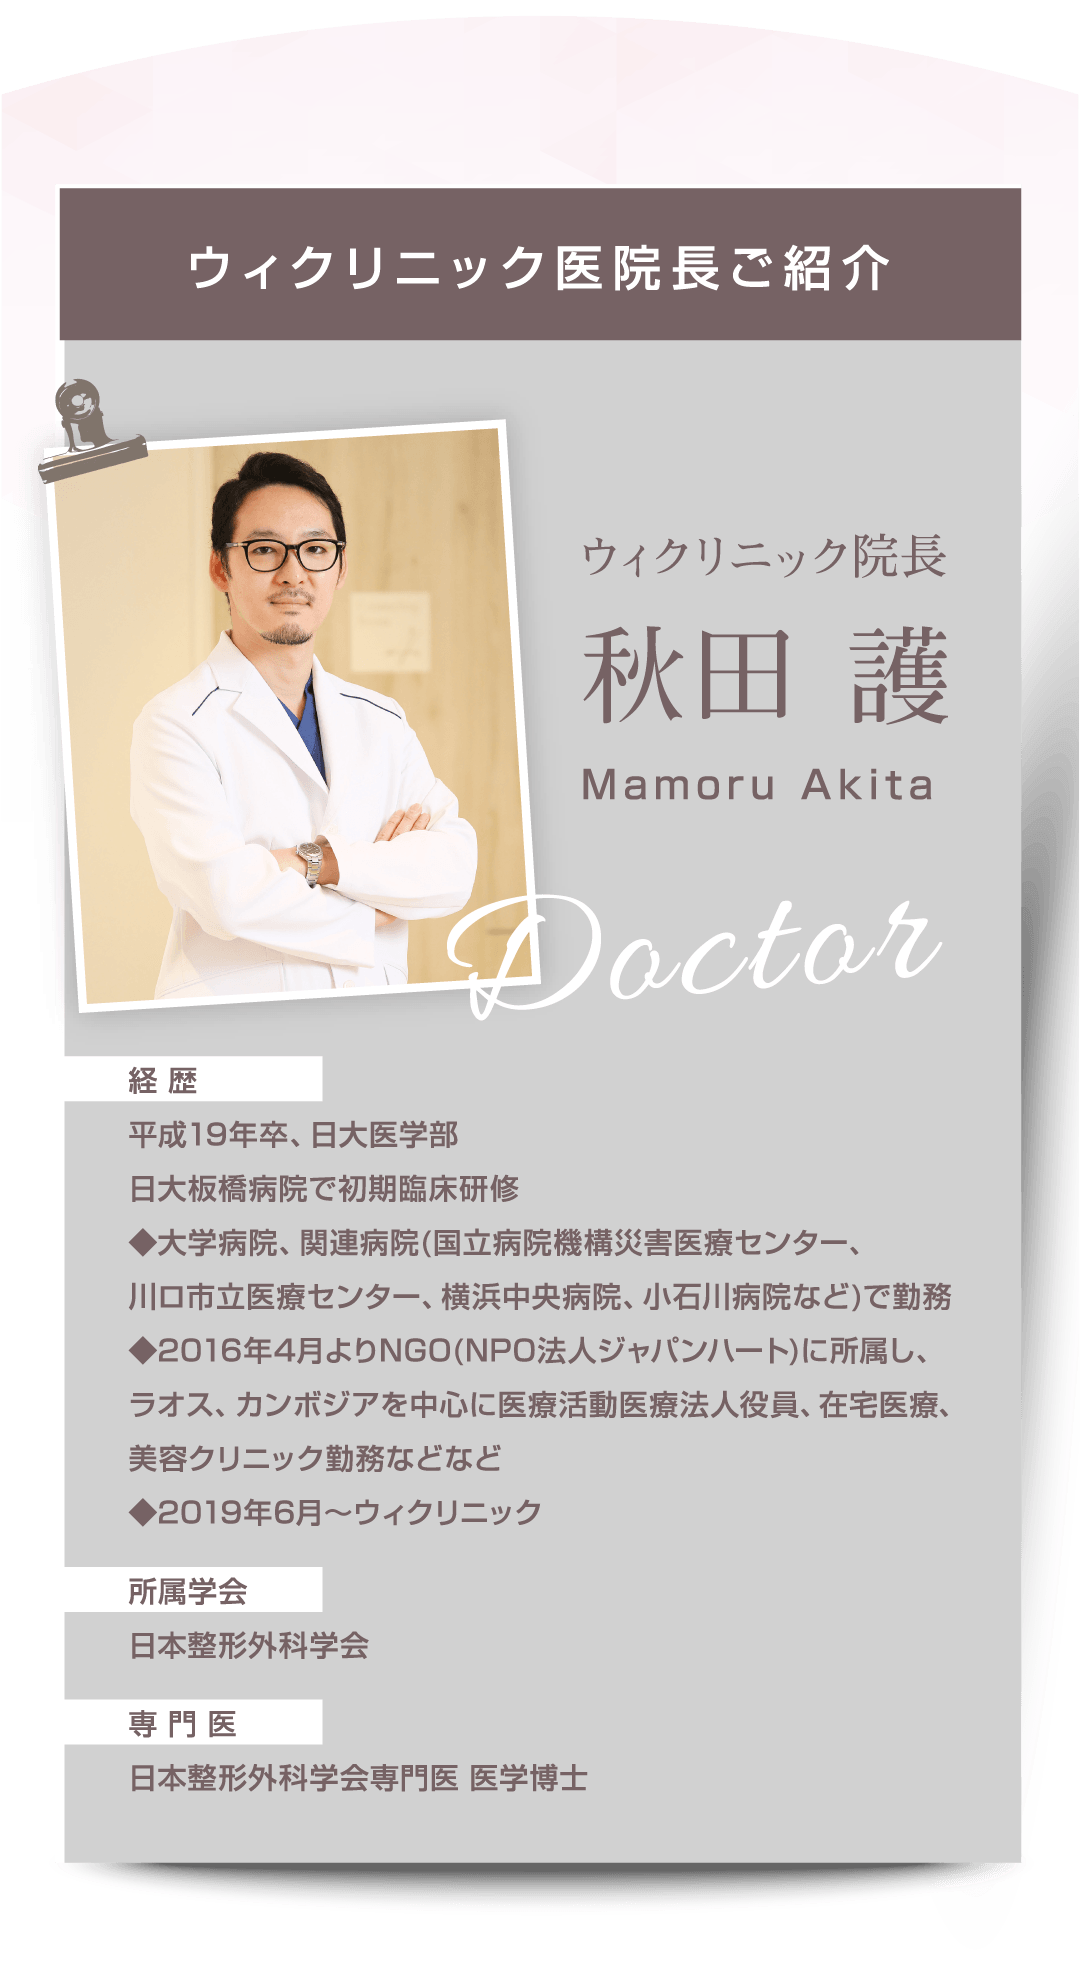 ウィクリニック医院長ご紹介
ウィクリニック院長
秋田 護
Mamoru Akita
Doctor
経 歴
平成19年卒、日大医学部
日大板橋病院で初期臨床研修
◆大学病院、関連病院(国立病院機構災害医療センター、
川口市立医療センター、横浜中央病院、小石川病院など)で勤務
◆2016年4月よりNGO(NPO法人ジャパンハート)に所属し、
ラオス、カンボジアを中心に医療活動医療法人役員、在宅医療、
美容クリニック勤務などなど
◆2019年6月～ウィクリニック
所属学会
日本整形外科学会
専 門 医
日本整形外科学会専門医 医学博士